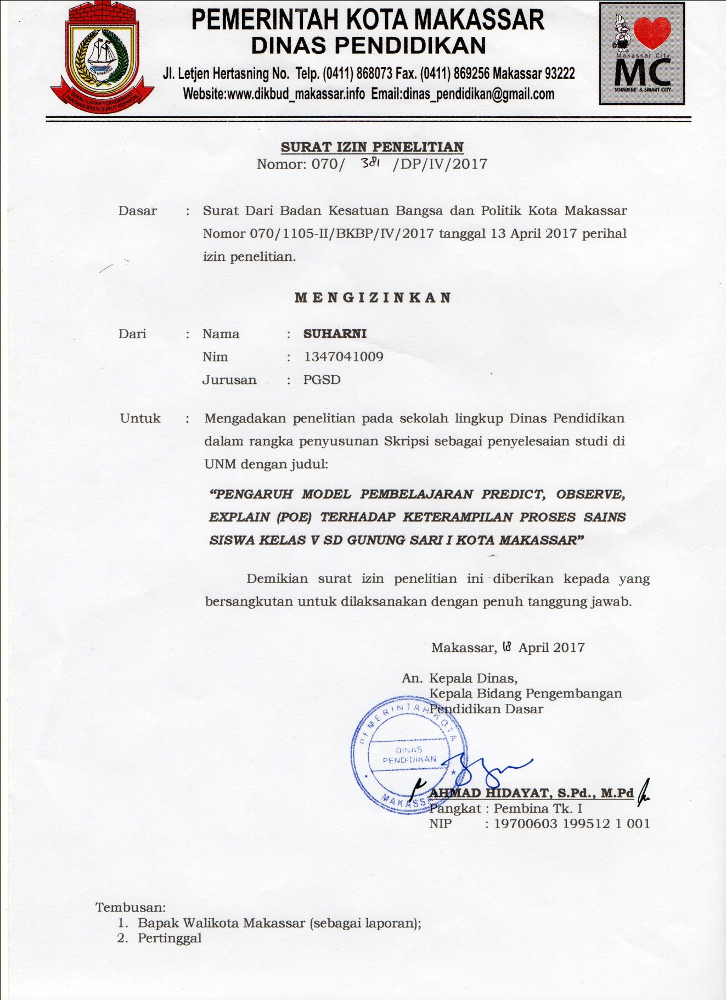 PEMERINTAH KOTA MAKASSAR
DINAS PENDIDIKAN
Jl. Letjen Hertasning No. Telp. (0411) 868073 Fax. (0411) 869256 Makassar 93222
Website:www.dikbud_makassar.info Email:dinas_pendidikan@gmail.com
KOTA MAKASSAR
SEKALI LAYAR TERKEMBANG
PANTANG BIDUK SURUT KEPANTAI
Makassar City
MC
SOMBERE' & SMART CITY
SURAT IZIN PENELITIAN
Nomor: 070/ 381 /DP/IV/2017
Dasar : Surat Dari Badan Kesatuan Bangsa dan Politik Kota Makassar
Nomor 070/1105-II/BKBP/IV/2017 tanggal 13 April 2017 perihal
izin penelitian.
M E N G I Z I N K A N
Dari : Nama : SUHARNI
Nim : 1347041009
Jurusan : PGSD
Untuk : Mengadakan penelitian pada sekolah lingkup Dinas Pendidikan
dalam rangka penyusunan Skripsi sebagai penyelesaian studi di
UNM dengan judul:
“PENGARUH MODEL PEMBELAJARAN PREDICT, OBSERVE,
EXPLAIN (POE) TERHADAP KETERAMPILAN PROSES SAINS
SISWA KELAS V SD GUNUNG SARI I KOTA MAKASSAR”
Demikian surat izin penelitian ini diberikan kepada yang
bersangkutan untuk dilaksanakan dengan penuh tanggung jawab.
Makassar, 18 April 2017
An. Kepala Dinas,
Kepala Bidang Pengembangan
Pendidikan Dasar
PEMERINTAH KOTA
DINAS
PENDIDIKAN
MAKASSAR
AHMAD HIDAYAT, S.Pd., M.Pd
Pangkat : Pembina Tk. I
NIP : 19700603 199512 1 001
Tembusan:
1. Bapak Walikota Makassar (sebagai laporan);
2. Pertinggal